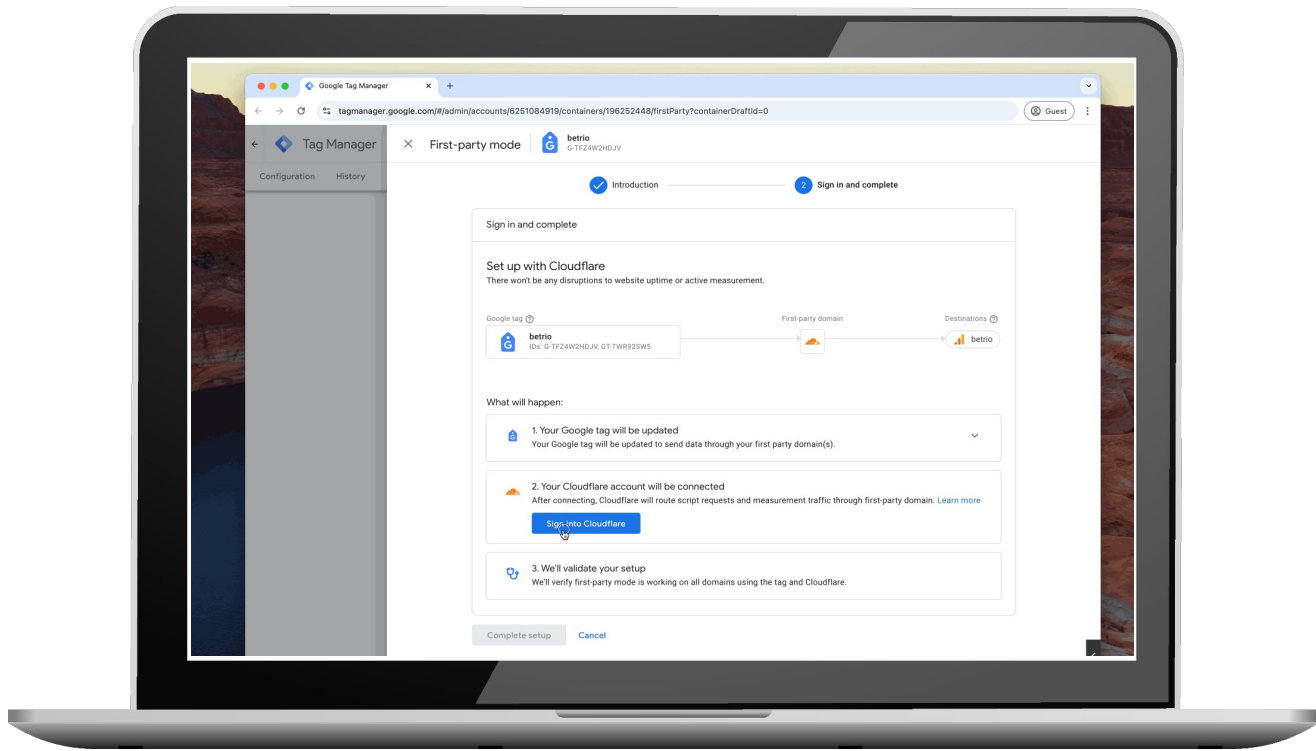 Google Tag Manager
tagmanager.google.com/#/admin/accounts/6251084919/containers/196252448/firstParty?containerDraftId=0
Guest
Tag Manager
First-party mode
betrio
G-TFZ4W2HDJV
Configuration
History
Introduction
2
Sign in and complete
Sign in and complete
Set up with Cloudflare
There won't be any disruptions to website uptime or active measurement.
Google tag
First-party domain
Destinations
betrio
IDs: G-TFZ4W2HDJV, GT-TWR92SW5
betrio
What will happen:
1. Your Google tag will be updated
Your Google tag will be updated to send data through your first party domain(s).
2. Your Cloudflare account will be connected
After connecting, Cloudflare will route script requests and measurement traffic through first-party domain. Learn more
Sign into Cloudflare
3. We'll validate your setup
We'll verify first-party mode is working on all domains using the tag and Cloudflare.
Complete setup
Cancel